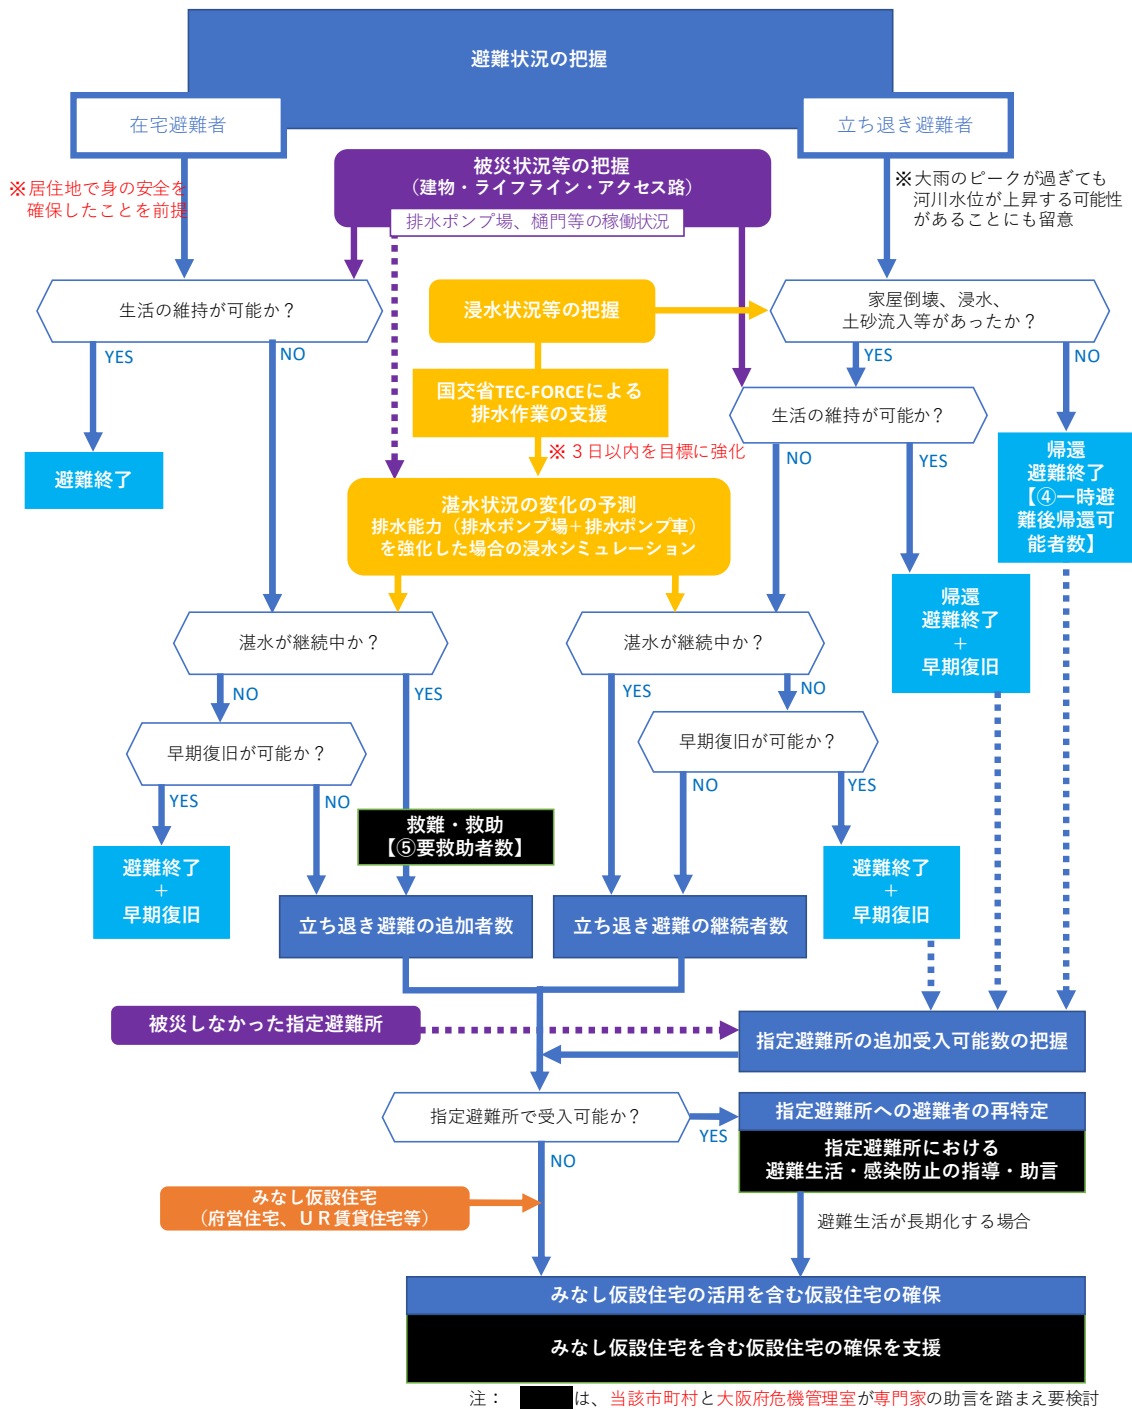 避難状況の把握
在宅避難者
立ち退き避難者
※居住地で身の安全を
確保したことを前提
被災状況等の把握
（建物・ライフライン・アクセス路）
排水ポンプ場、樋門等の稼働状況
※大雨のピークが過ぎても
河川水位が上昇する可能性
があることにも留意
生活の維持が可能か？
浸水状況等の把握
家屋倒壊、浸水、
土砂流入等があったか？
YES
NO
YES
NO
国交省TEC-FORCEによる
排水作業の支援
※３日以内を目標に強化
生活の維持が可能か？
NO
YES
避難終了
帰還
避難終了
【④一時避
難後帰還可
能者数】
湛水状況の変化の予測
排水能力（排水ポンプ場＋排水ポンプ車）
を強化した場合の浸水シミュレーション
帰還
避難終了
＋
早期復旧
湛水が継続中か？
湛水が継続中か？
NO
YES
YES
NO
早期復旧が可能か？
早期復旧が可能か？
YES
NO
NO
YES
救難・救助
【⑤要救助者数】
避難終了
＋
早期復旧
避難終了
＋
早期復旧
立ち退き避難の追加者数
立ち退き避難の継続者数
被災しなかった指定避難所
指定避難所の追加受入可能数の把握
指定避難所で受入可能か？
YES
NO
指定避難所への避難者の再特定
指定避難所における
避難生活・感染防止の指導・助言
みなし仮設住宅
（府営住宅、ＵＲ賃貸住宅等）
避難生活が長期化する場合
みなし仮設住宅の活用を含む仮設住宅の確保
みなし仮設住宅を含む仮設住宅の確保を支援
注：　は、当該市町村と大阪府危機管理室が専門家の助言を踏まえ要検討